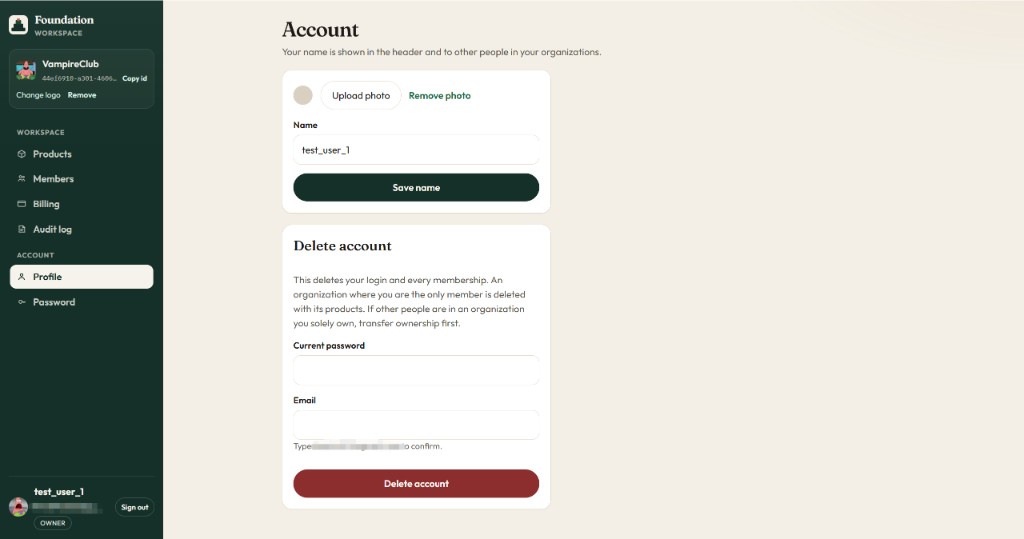 Foundation
WORKSPACE
VampireClub
44ef6910-a301-4606… Copy id
Change logo Remove
WORKSPACE
Products
Members
Billing
Audit log
ACCOUNT
Profile
Password
test_user_1
Sign out
OWNER
Account
Your name is shown in the header and to other people in your organizations.
Upload photo Remove photo
Name
test_user_1
Save name
Delete account
This deletes your login and every membership. An
organization where you are the only member is deleted
with its products. If other people are in an organization
you solely own, transfer ownership first.
Current password
Email
Type to confirm.
Delete account